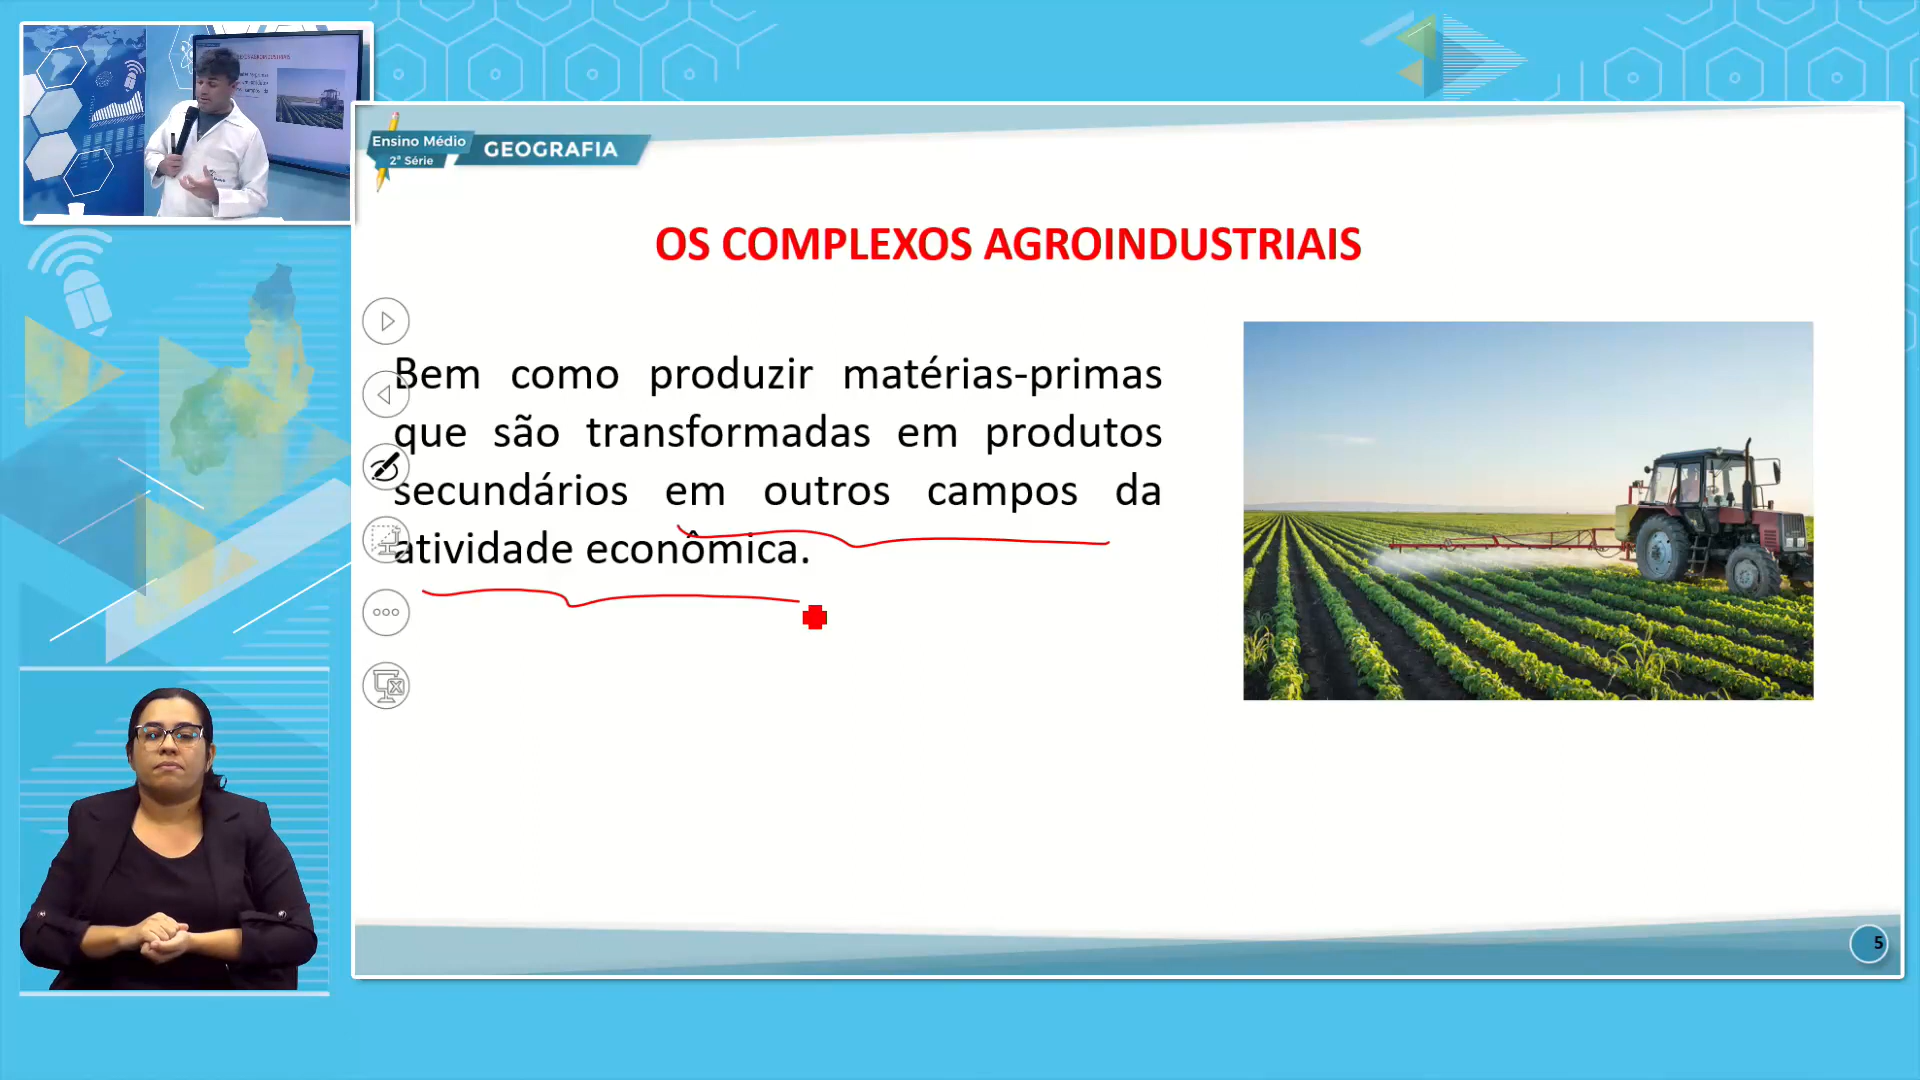 Ensino Médio
2ª Série
GEOGRAFIA
OS COMPLEXOS AGROINDUSTRIAIS
Bem como produzir matérias-primas
que são transformadas em produtos
secundários em outros campos da
atividade econômica.
5